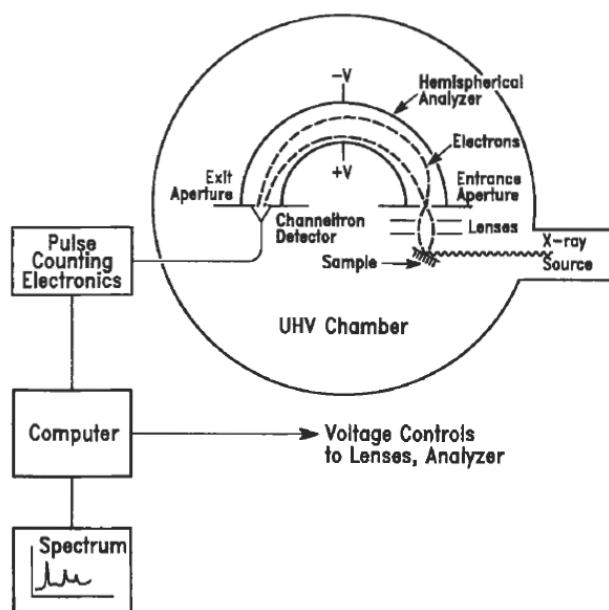 -V
Hemispherical
Analyzer
Electrons
+V
Exit
Aperture
Entrance
Aperture
Channeltron
Detector
Lenses
X-ray
Source
Sample
Pulse
Counting
Electronics
UHV Chamber
Computer
Voltage Controls
to Lenses, Analyzer
Spectrum